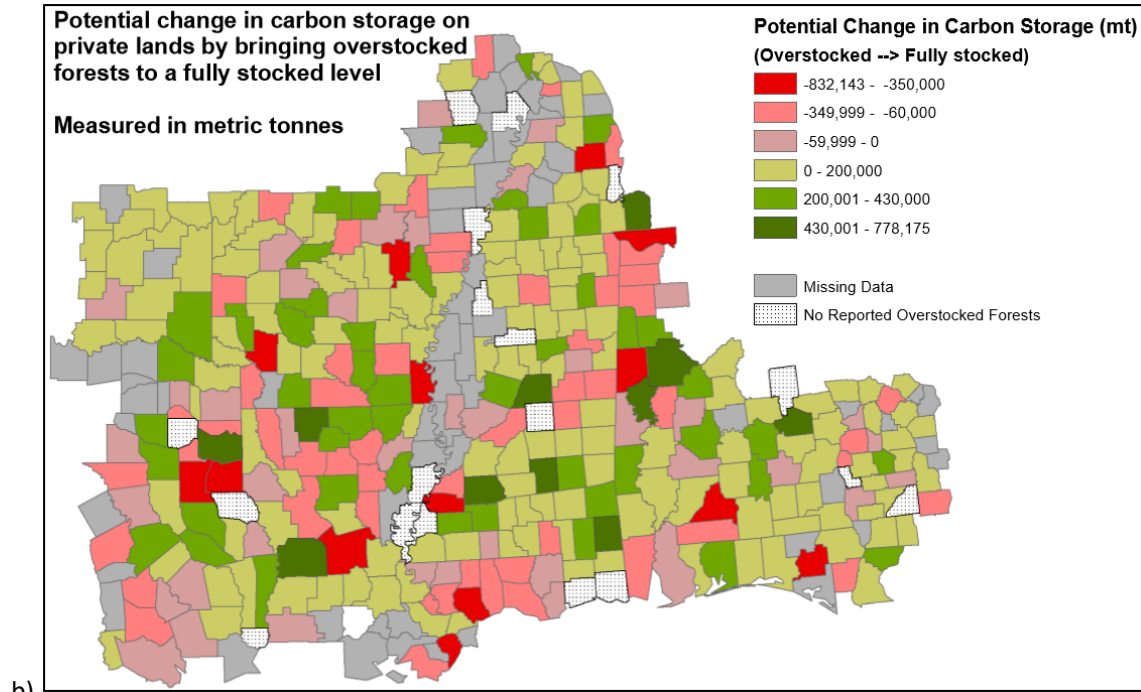 Potential change in carbon storage on
private lands by bringing overstocked
forests to a fully stocked level
Measured in metric tonnes
Potential Change in Carbon Storage (mt)
(Overstocked --> Fully stocked)
-832,143 - -350,000
-349,999 - -60,000
-59,999 - 0
0 - 200,000
200,001 - 430,000
430,001 - 778,175
Missing Data
No Reported Overstocked Forests
h)